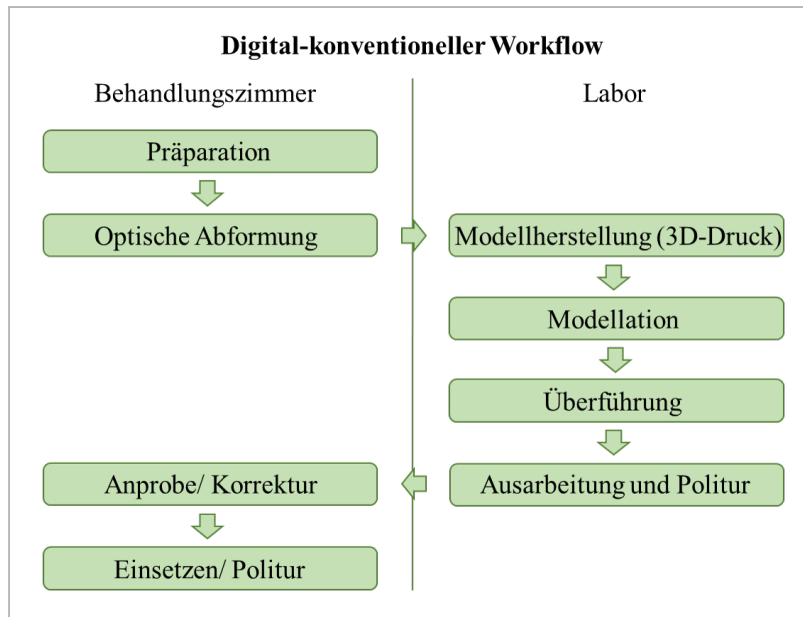 Digital-konventioneller Workflow
Behandlungszimmer
Labor
Präparation
Optische Abformung
Modellherstellung (3D-Druck)
Modellation
Überführung
Ausarbeitung und Politur
Anprobe/ Korrektur
Einsetzen/ Politur